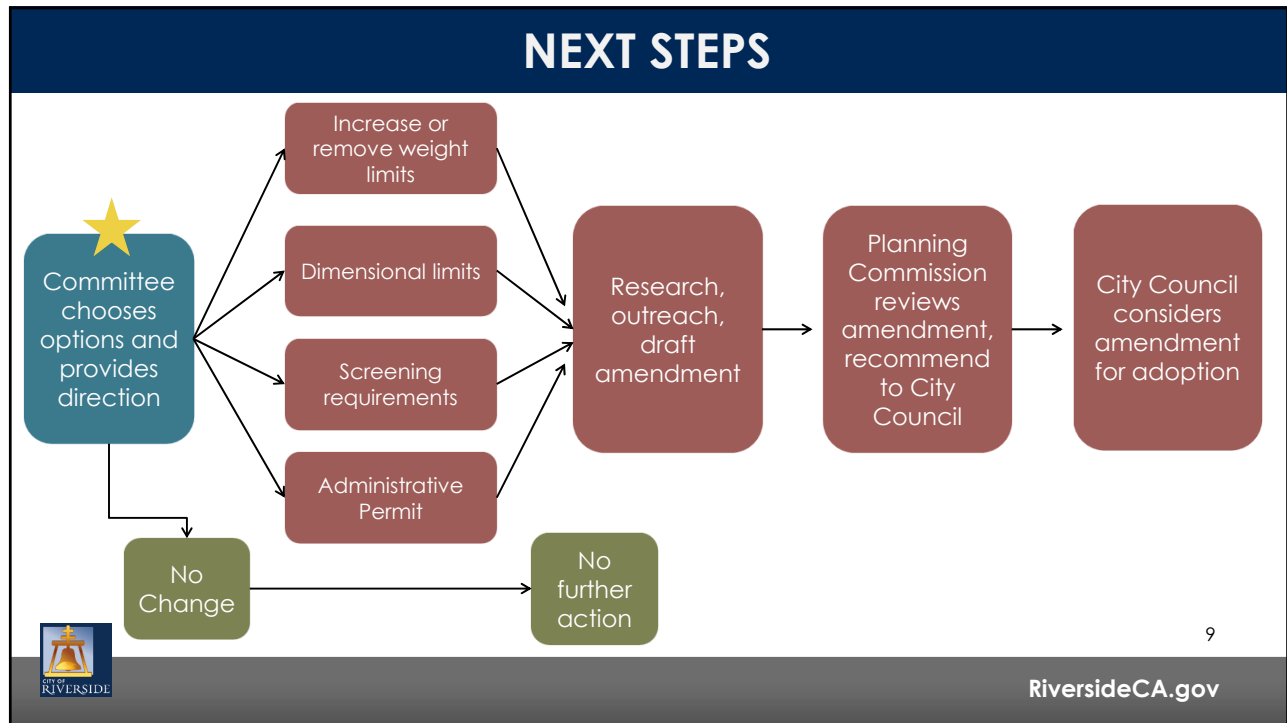 NEXT STEPS
Increase or
remove weight
limits
Dimensional limits
Screening
requirements
Administrative
Permit
Committee
chooses
options and
provides
direction
Research,
outreach,
draft
amendment
Planning
Commission
reviews
amendment,
recommend
to City
Council
City Council
considers
amendment
for adoption
No
Change
No
further
action
9
CITY OF
RIVERSIDE
RiversideCA.gov